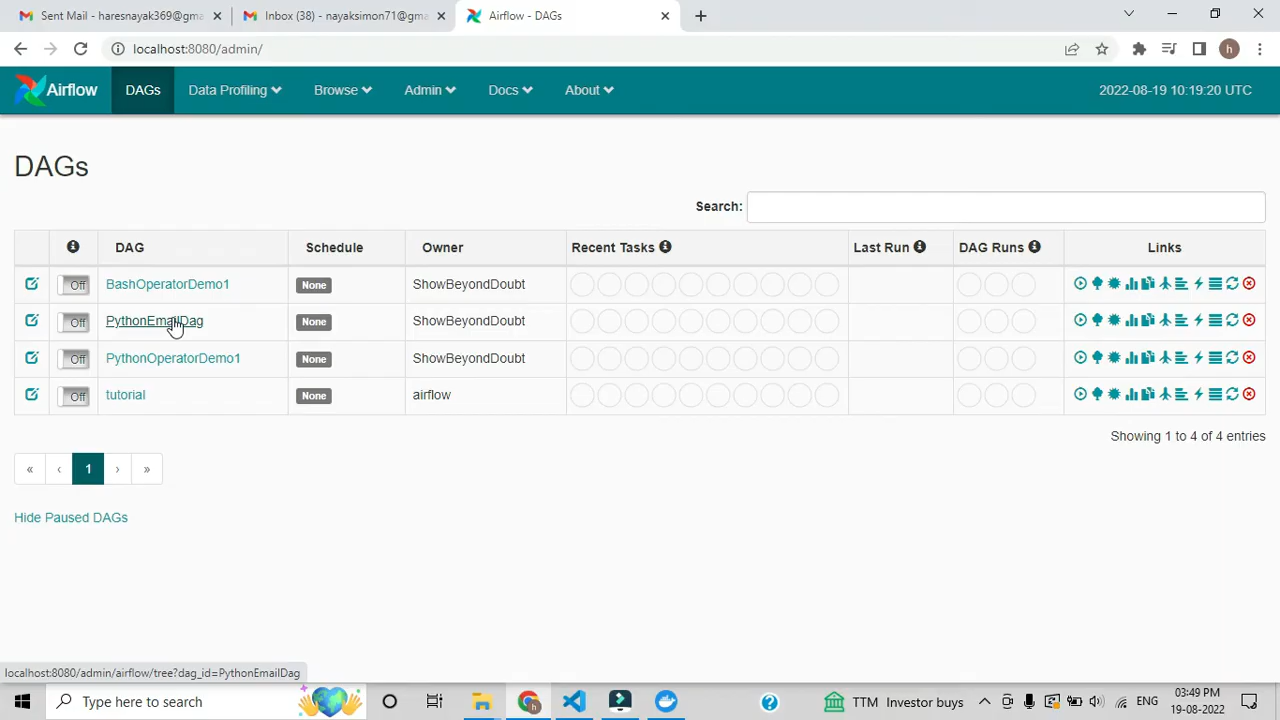 Sent Mail - haresnayak369@gma
Inbox (38) - nayaksimon71@gma
Airflow - DAGs
localhost:8080/admin/
h
Airflow
DAGs
Data Profiling
Browse
Admin
Docs
About
2022-08-19 10:19:20 UTC
DAGs
Search:
DAG
Schedule
Owner
Recent Tasks
Last Run
DAG Runs
Links
Off
BashOperatorDemo1
None
ShowBeyondDoubt
Off
PythonEmailDag
None
ShowBeyondDoubt
Off
PythonOperatorDemo1
None
ShowBeyondDoubt
Off
tutorial
None
airflow
Showing 1 to 4 of 4 entries
« ‹ 1 › »
Hide Paused DAGs
localhost:8080/admin/airflow/tree?dag_id=PythonEmailDag
Type here to search
TTM
Investor buys
ENG
03:49 PM
19-08-2022